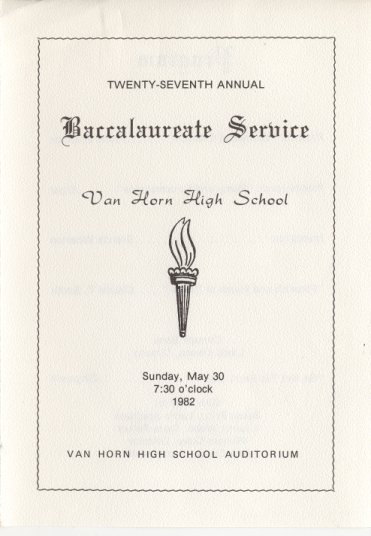 TWENTY-SEVENTH ANNUAL
Baccalaureate Service
Van Horn High School
Sunday, May 30
7:30 o'clock
1982
VAN HORN HIGH SCHOOL AUDITORIUM